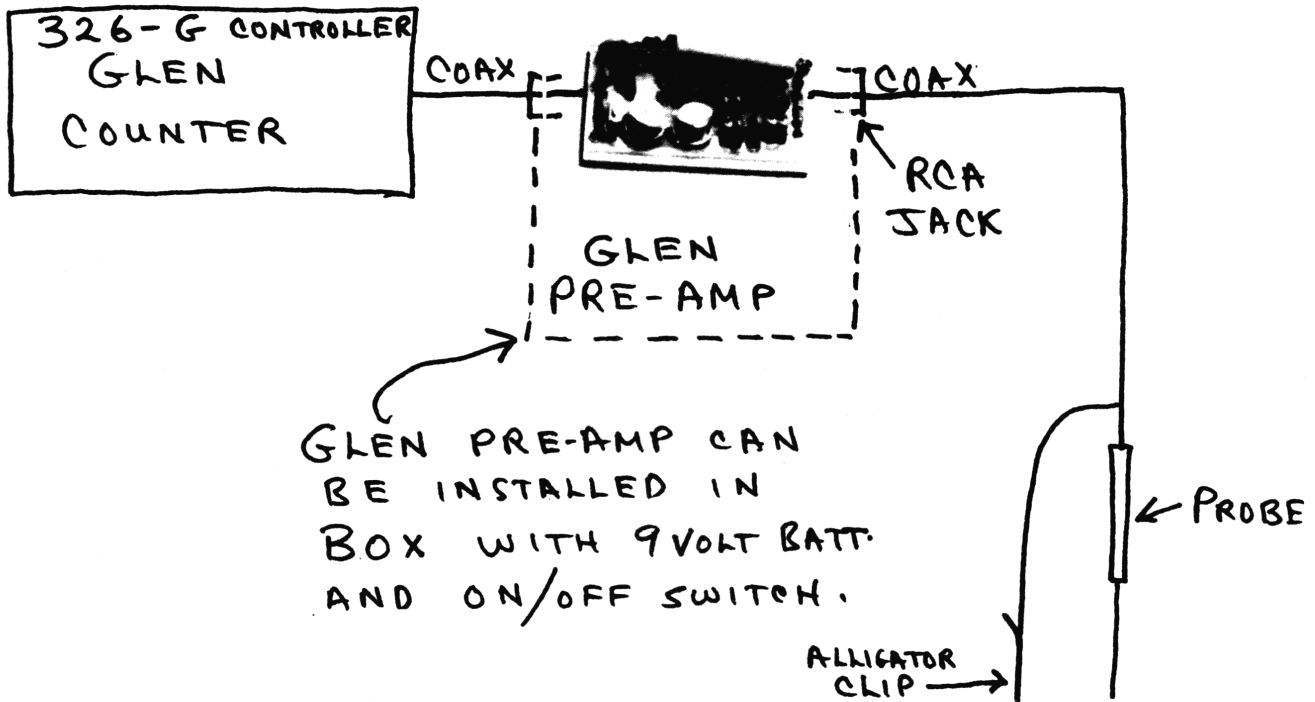 326-G CONTROLLER
GLEN
COUNTER
COAX
COAX
RCA
JACK
GLEN
PRE-AMP
GLEN PRE-AMP CAN
BE INSTALLED IN
BOX WITH 9 VOLT BATT.
AND ON/OFF SWITCH.
PROBE
ALLIGATOR
CLIP